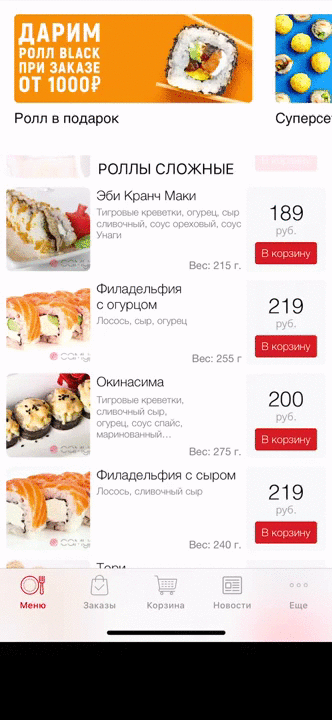 ДАРИМ
РОЛЛ BLACK
ПРИ ЗАКАЗЕ
ОТ 1000₽
Ролл в подарок
Суперсе
РОЛЛЫ СЛОЖНЫЕ
Эби Кранч Маки
Тигровые креветки, огурец, сыр
сливочный, соус ореховый, соус
Унаги
Вес: 215 г.
189
руб.
В корзину
Филадельфия
с огурцом
Лосось, сыр, огурец
Вес: 255 г
219
руб.
В корзину
Окинасима
Тигровые креветки,
сливочный сыр,
огурец, соус спайс,
маринованный...
Вес: 275 г.
200
руб.
В корзину
Филадельфия с сыром
Лосось, сливочный сыр
Вес: 240 г.
219
руб.
В корзину
Тори
Меню
Заказы
Корзина
Новости
Еще